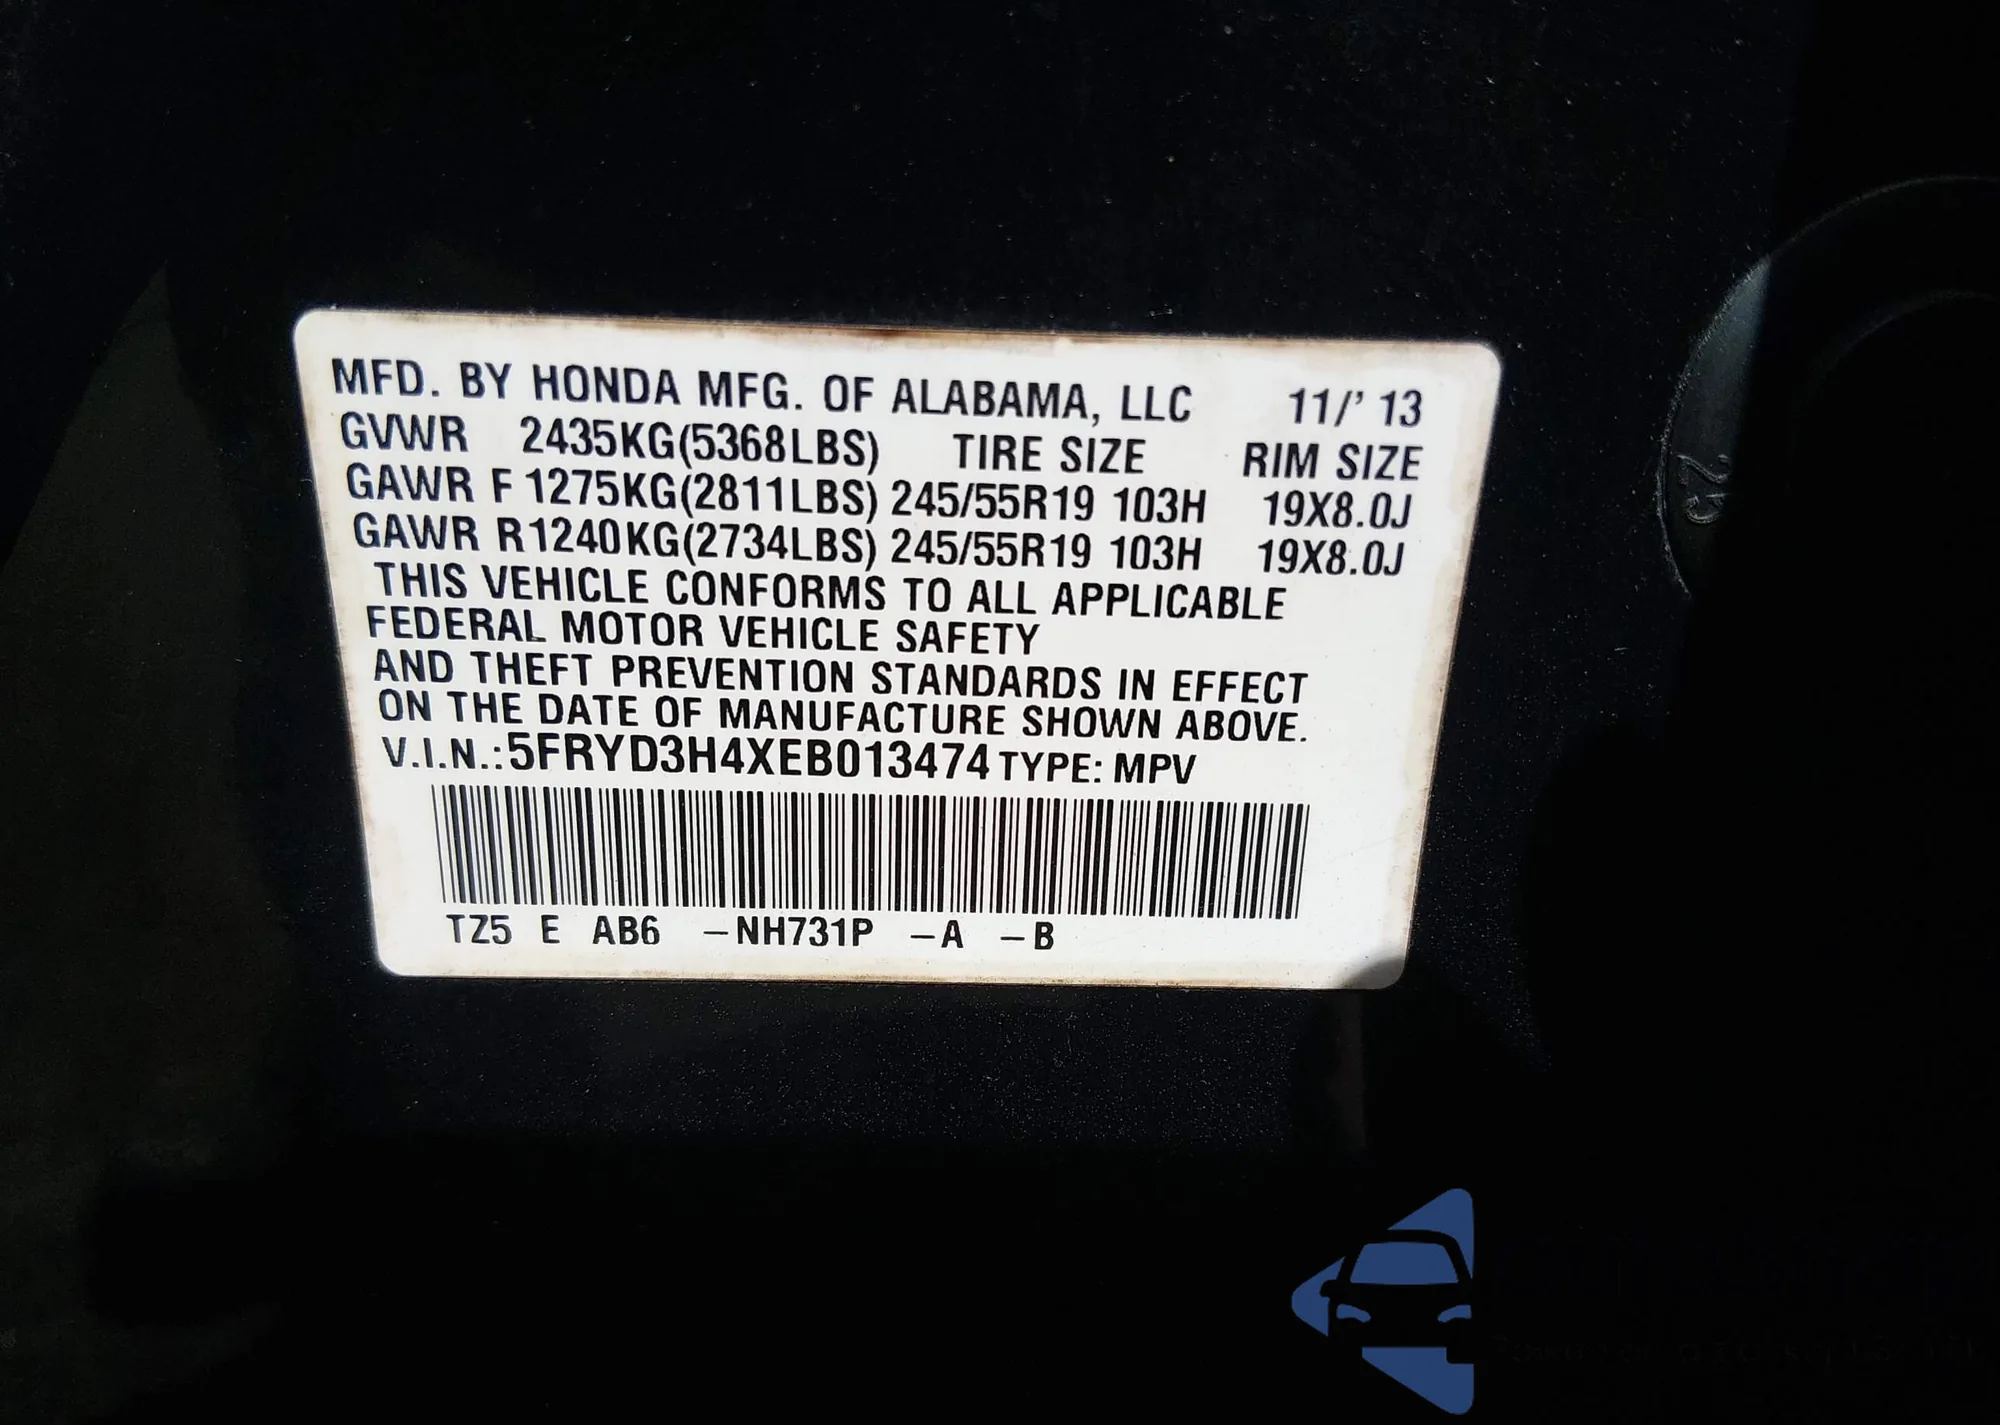 MFD. BY HONDA MFG. OF ALABAMA, LLC 11/' 13
GVWR 2435KG(5368LBS) TIRE SIZE RIM SIZE
GAWR F 1275KG(2811LBS) 245/55R19 103H 19X8.0J
GAWR R1240KG(2734LBS) 245/55R19 103H 19X8.0J
THIS VEHICLE CONFORMS TO ALL APPLICABLE
FEDERAL MOTOR VEHICLE SAFETY
AND THEFT PREVENTION STANDARDS IN EFFECT
ON THE DATE OF MANUFACTURE SHOWN ABOVE.
V.I.N.:5FRYD3H4XEB013474 TYPE: MPV
TZ5 E AB6 -NH731P -A -B